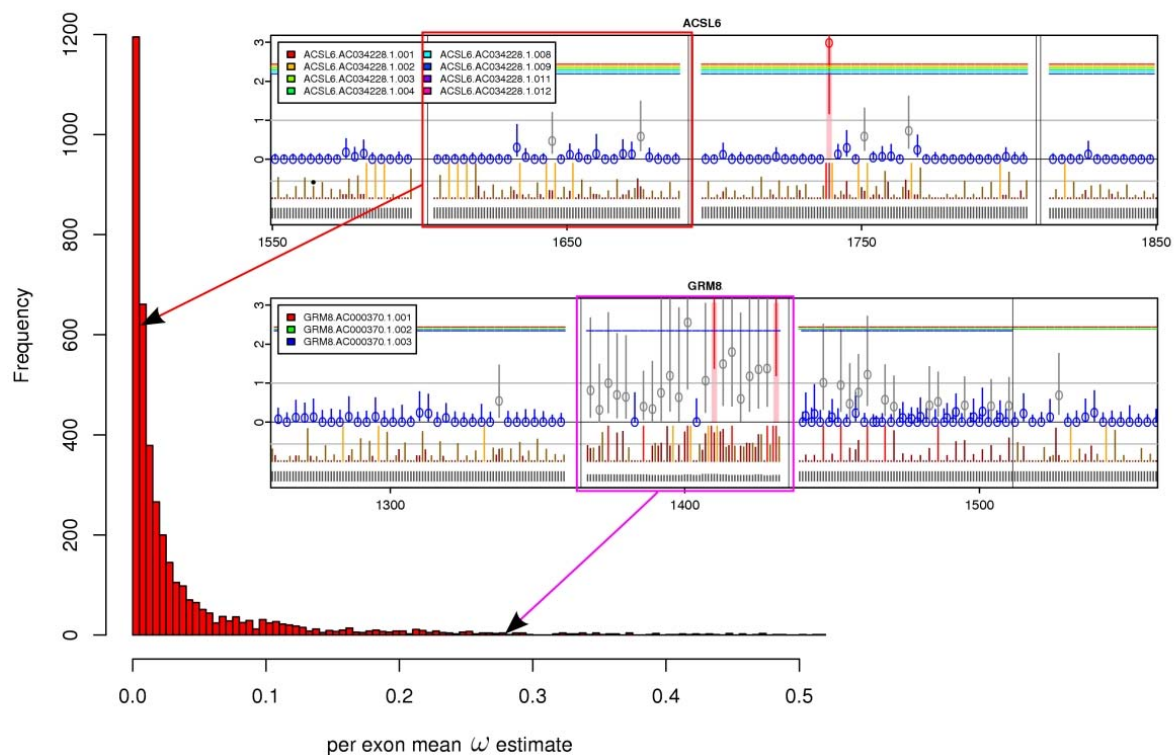 ACSL6
ACSL6.AC034228.1.001
ACSL6.AC034228.1.002
ACSL6.AC034228.1.003
ACSL6.AC034228.1.004
ACSL6.AC034228.1.008
ACSL6.AC034228.1.009
ACSL6.AC034228.1.011
ACSL6.AC034228.1.012
3
2
1
0
1550
1650
1750
1850
GRM8
GRM8.AC000370.1.001
GRM8.AC000370.1.002
GRM8.AC000370.1.003
3
2
1
0
1300
1400
1500
Frequency
1200
1000
800
600
400
200
0
0.0
0.1
0.2
0.3
0.4
0.5
per exon mean ω estimate